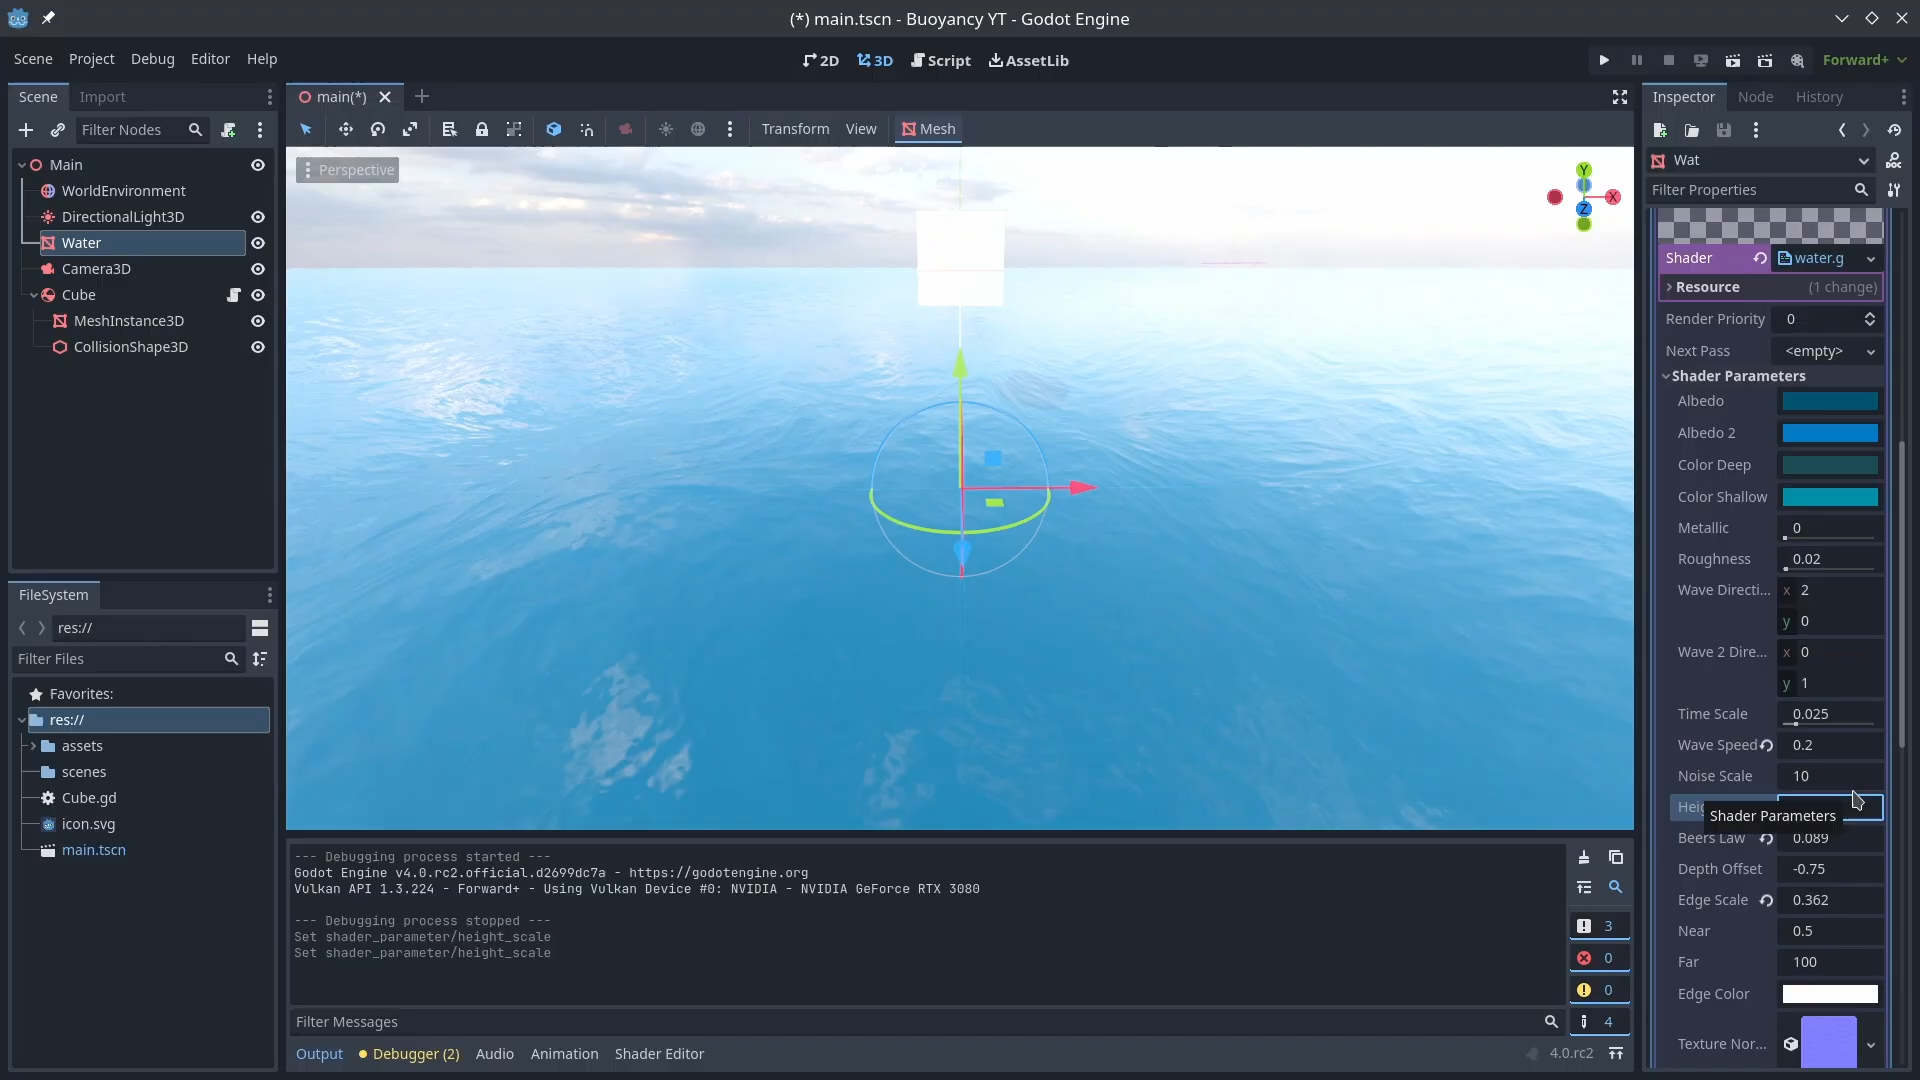 (*) main.tscn - Buoyancy YT - Godot Engine
Scene Project Debug Editor Help
2D 3D Script AssetLib
Forward+
Scene Import
Filter Nodes
Main
WorldEnvironment
DirectionalLight3D
Water
Camera3D
Cube
MeshInstance3D
CollisionShape3D
FileSystem
res://
Filter Files
Favorites:
res://
assets
scenes
Cube.gd
icon.svg
main.tscn
main(*)
Transform View Mesh
Perspective
Y
X
Z
--- Debugging process started ---
Godot Engine v4.0.rc2.official.d2699dc7a - https://godotengine.org
Vulkan API 1.3.224 - Forward+ - Using Vulkan Device #0: NVIDIA - NVIDIA GeForce RTX 3080
--- Debugging process stopped ---
Set shader_parameter/height_scale
Set shader_parameter/height_scale
3
0
0
4
Filter Messages
Output Debugger (2) Audio Animation Shader Editor
4.0.rc2
Inspector Node History
Wat
Filter Properties
Shader water.g
Resource (1 change)
Render Priority 0
Next Pass <empty>
Shader Parameters
Albedo
Albedo 2
Color Deep
Color Shallow
Metallic 0
Roughness 0.02
Wave Directi... x 2
y 0
Wave 2 Dire... x 0
y 1
Time Scale 0.025
Wave Speed 0.2
Noise Scale 10
Shader Parameters
Beers Law 0.089
Depth Offset -0.75
Edge Scale 0.362
Near 0.5
Far 100
Edge Color
Texture Nor...